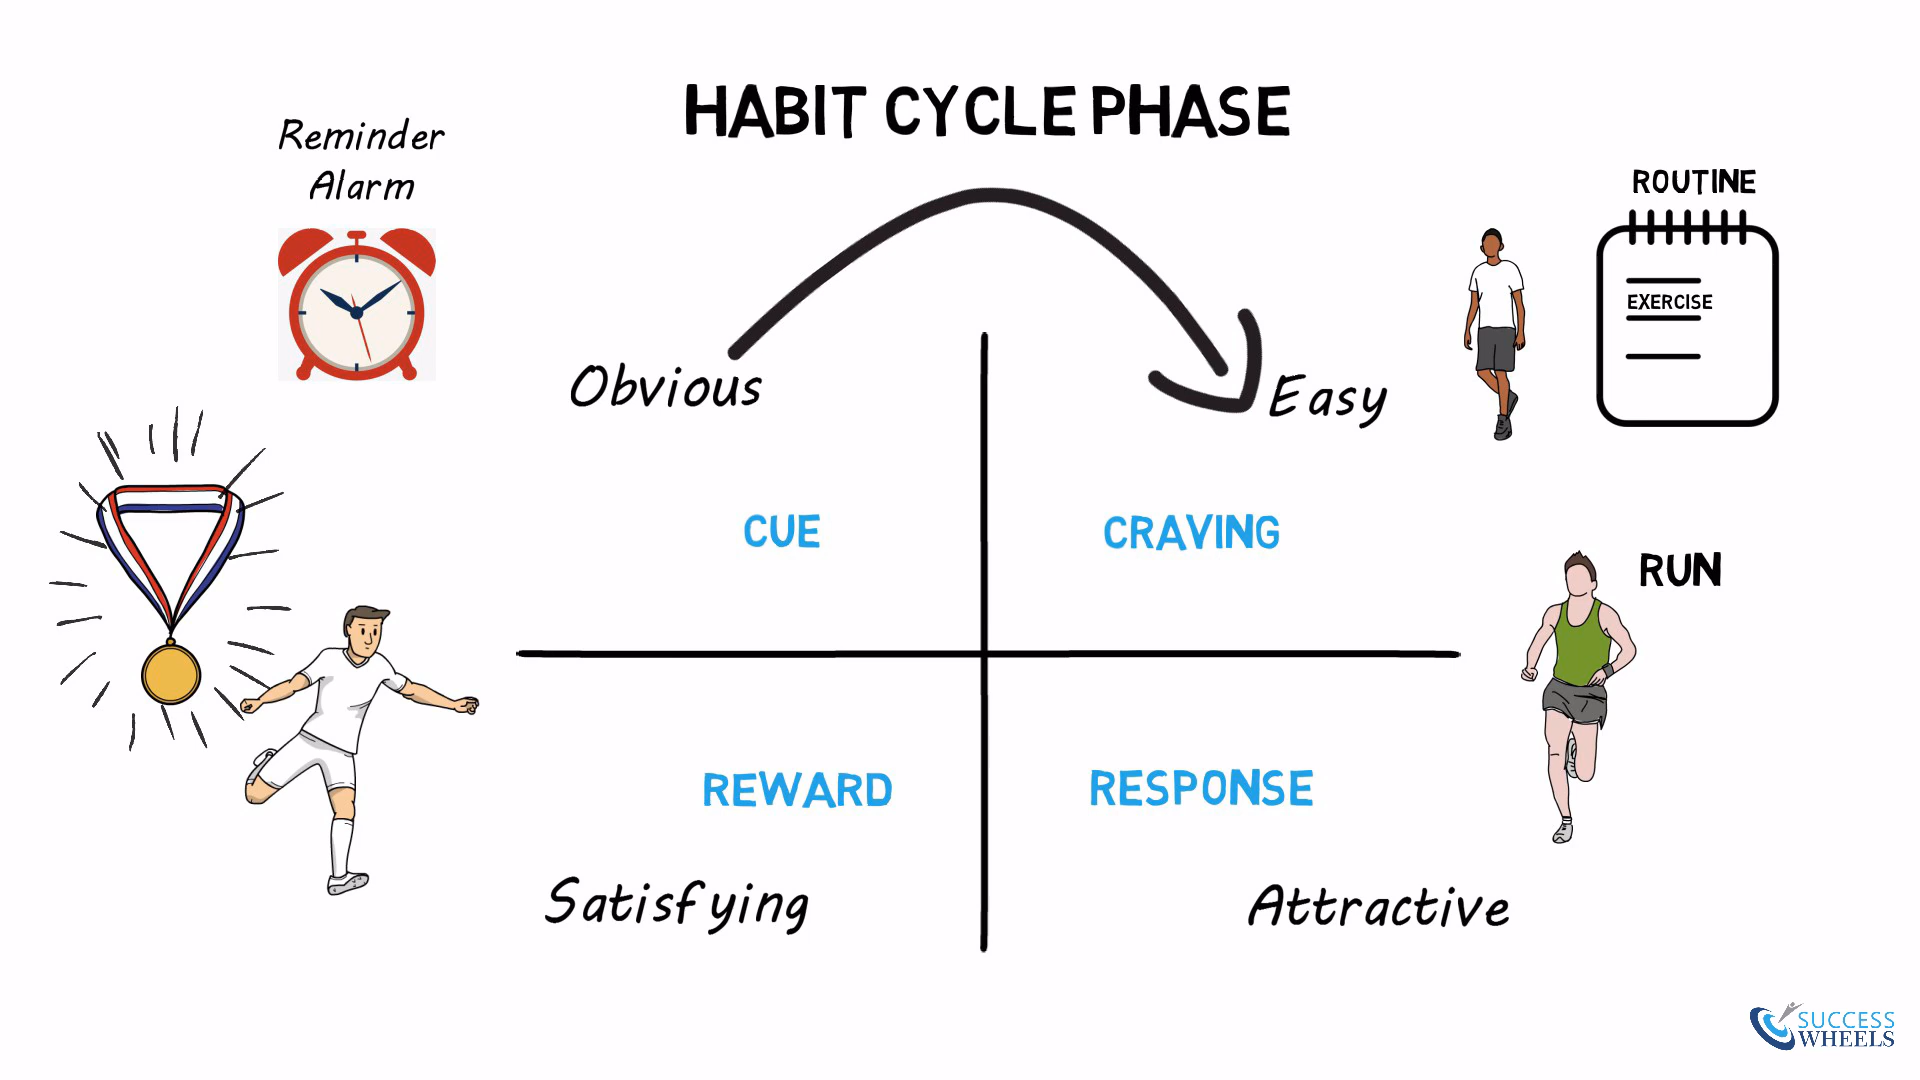 HABIT CYCLE PHASE
Reminder
Alarm
ROUTINE
EXERCISE
Obvious
Easy
CUE
CRAVING
RUN
REWARD
RESPONSE
Satisfying
Attractive
SUCCESS
WHEELS